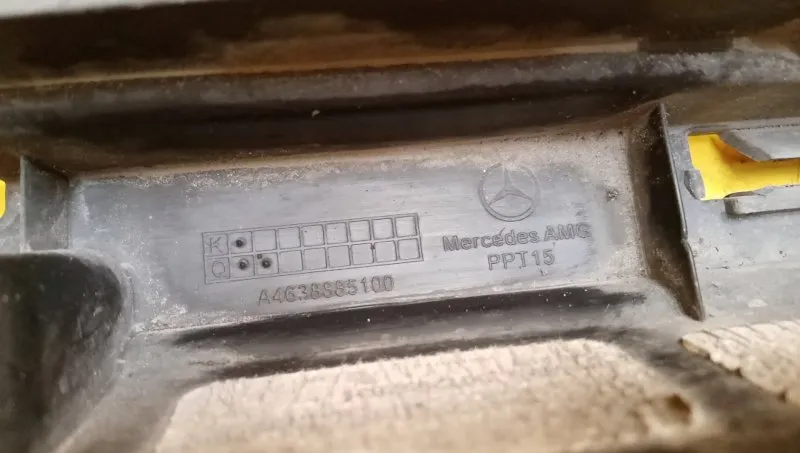 K
Q
Mercedes AMG
PPT15
A4638885100